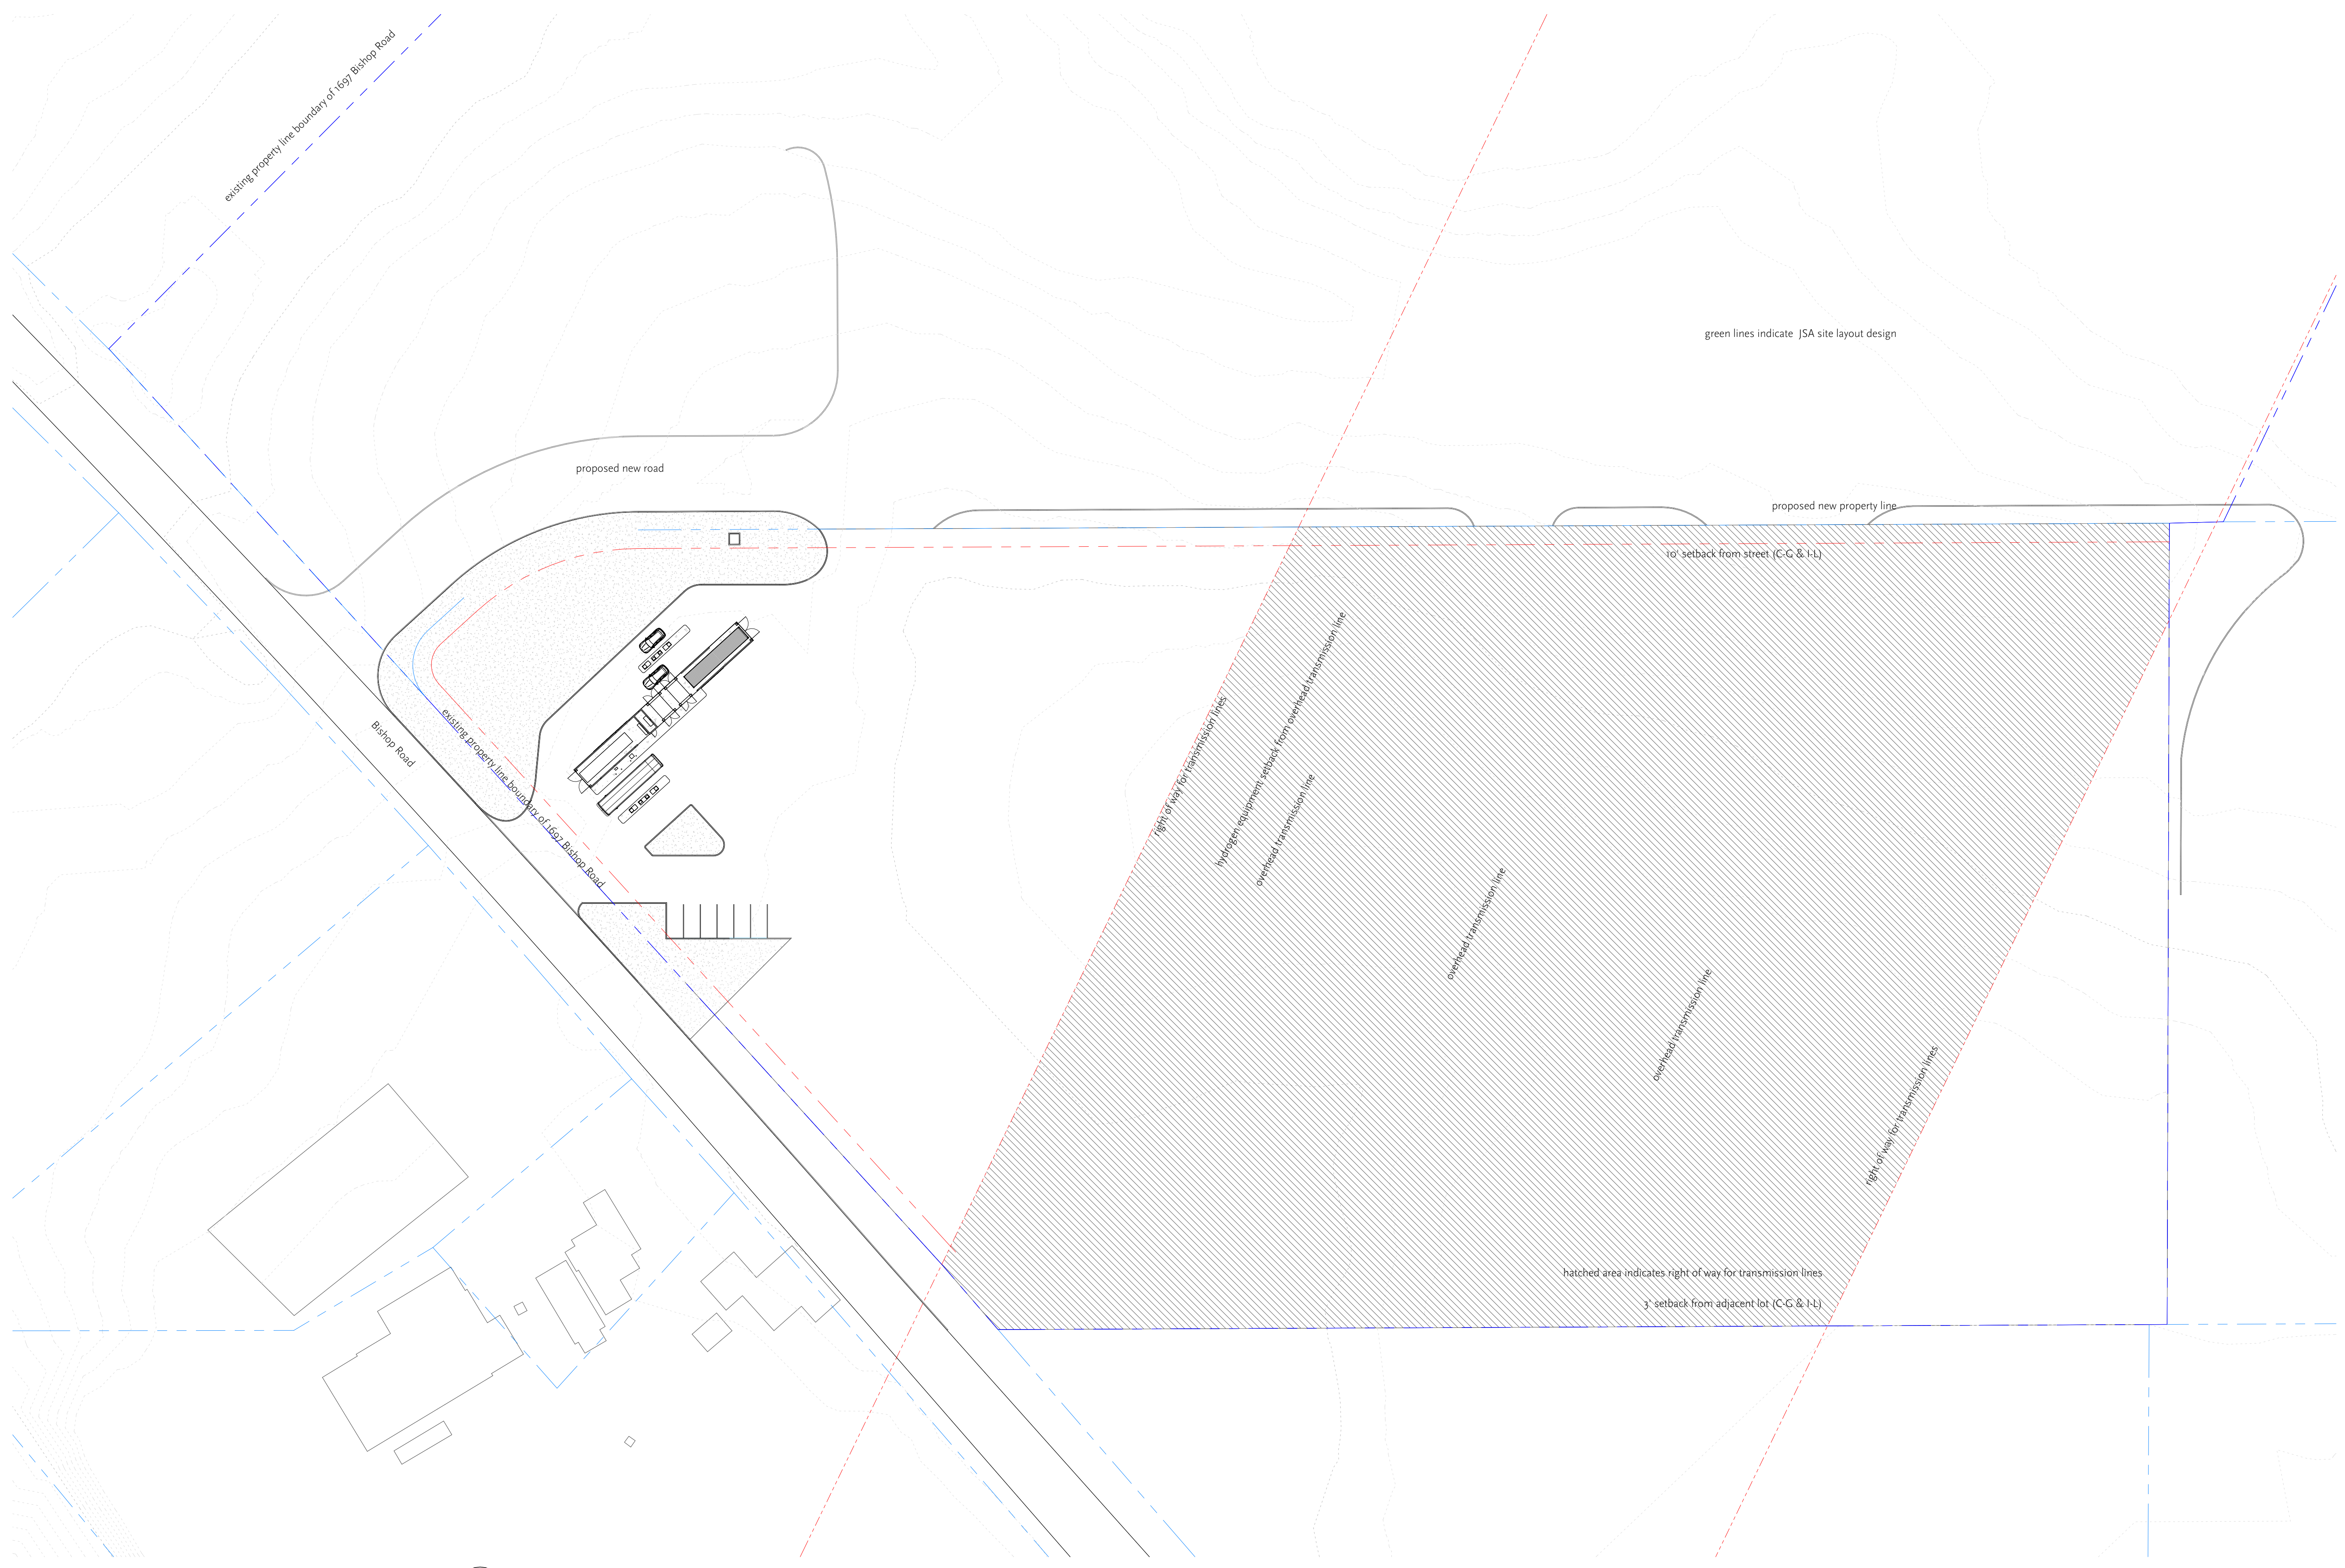 existing property line boundary of 1697 Bishop Road
green lines indicate JSA site layout design
proposed new road
proposed new property line
10' setback from street (C-G & I-L)
right of way for transmission lines
hydrogen equipment setback from overhead transmission line
overhead transmission line
Bishop Road
existing property line boundary of 1697 Bishop Road
overhead transmission line
overhead transmission line
right of way for transmission lines
hatched area indicates right of way for transmission lines
3' setback from adjacent lot (C-G & I-L)